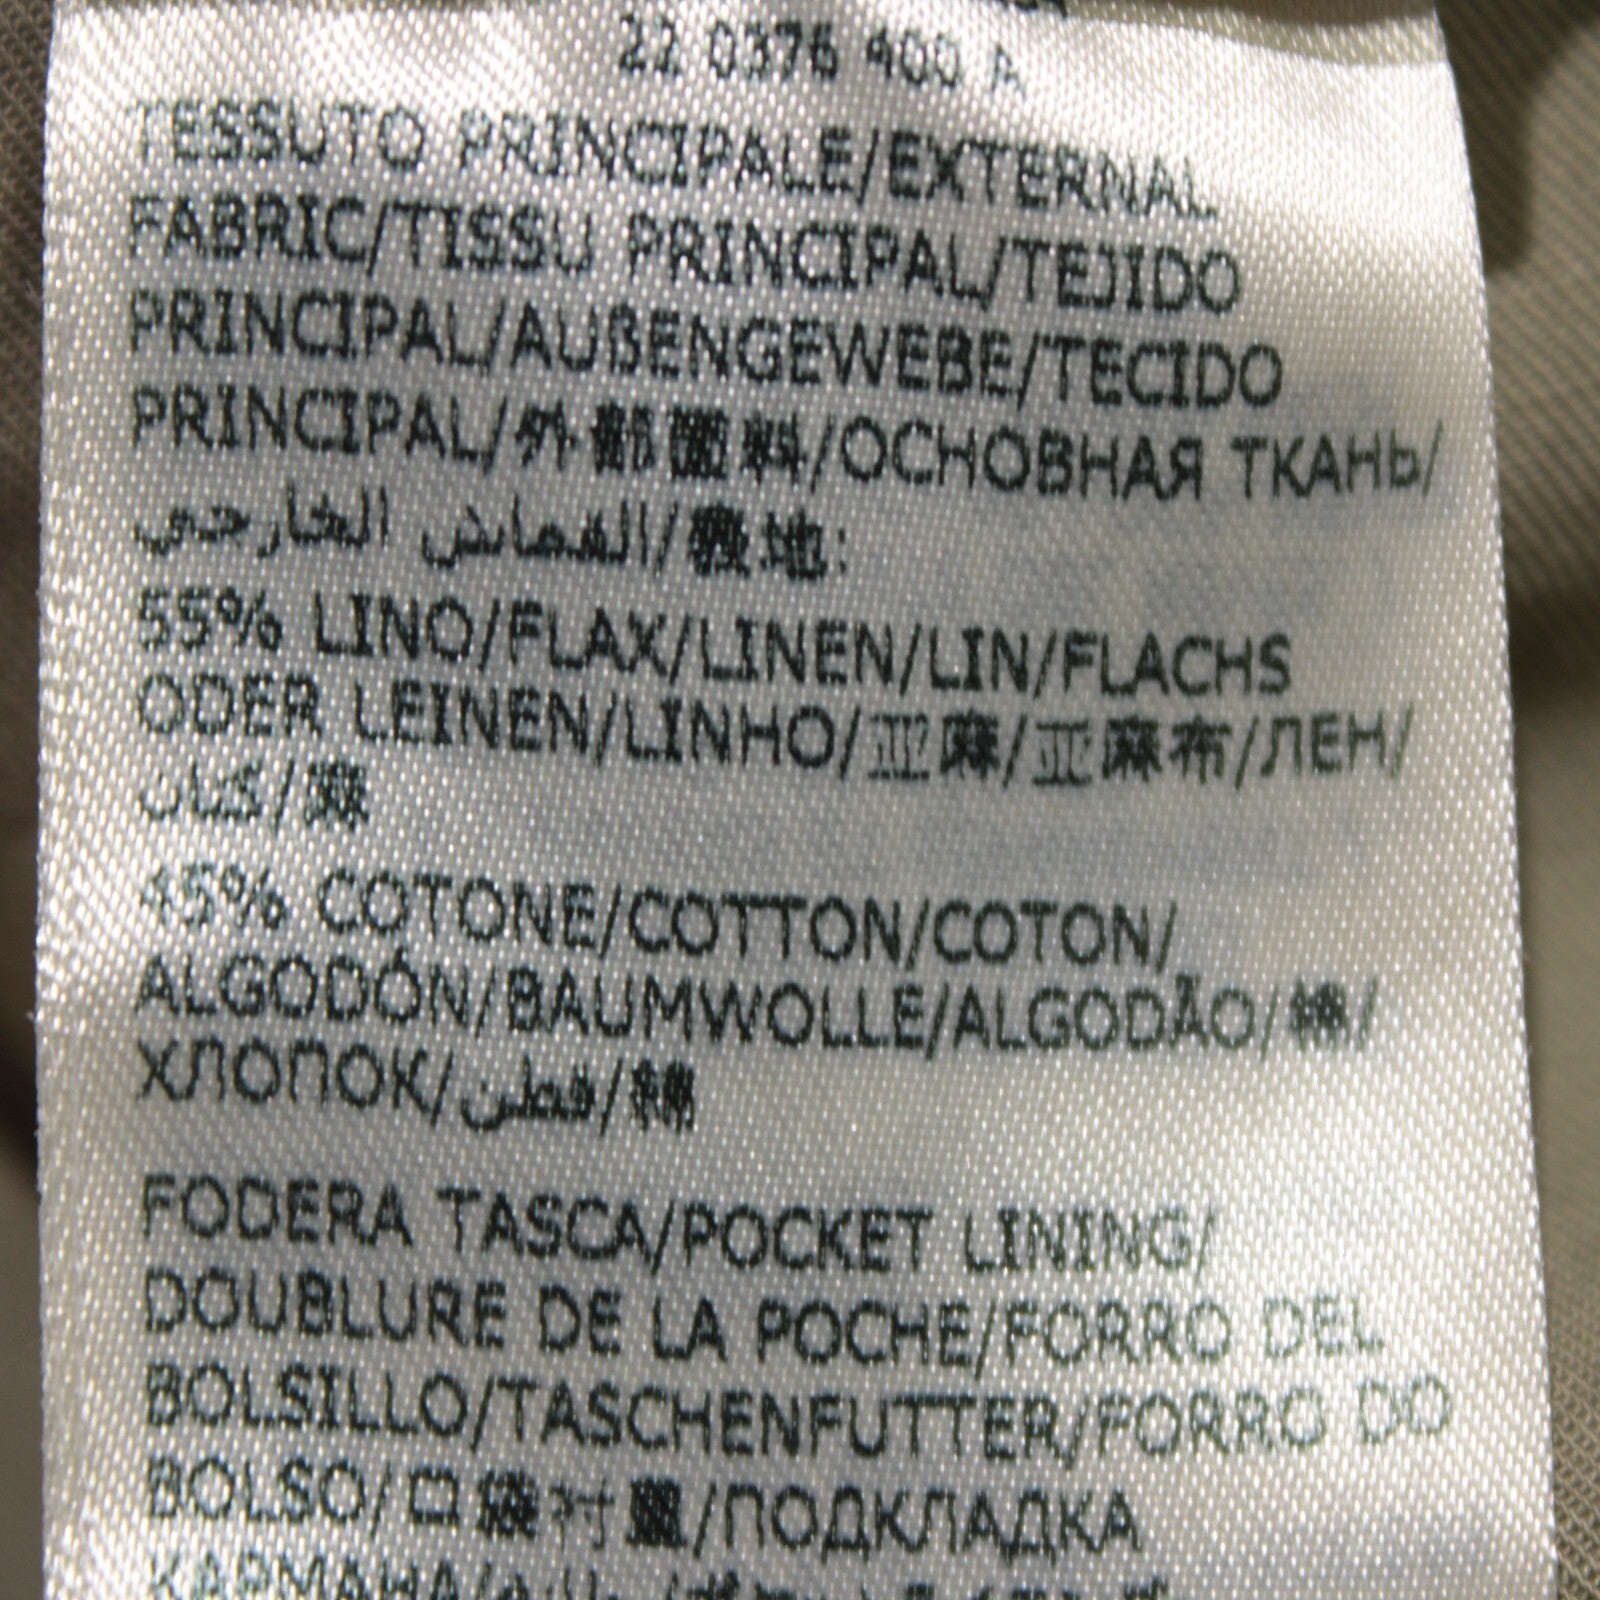 22 0376 400 A
TESSUTO PRINCIPALE/EXTERNAL
FABRIC/TISSU PRINCIPAL/TEJIDO
PRINCIPAL/AUßENGEWEBE/TECIDO
PRINCIPAL/外部面料/ОСНОВНАЯ ТКАНЬ/
القماش الخارجي/表地:
55% LINO/FLAX/LINEN/LIN/FLACHS
ODER LEINEN/LINHO/亚麻/亚麻布/ЛЕН/
كتان/麻
45% COTONE/COTTON/COTON/
ALGODÓN/BAUMWOLLE/ALGODÃO/棉/
ХЛОПОК/قطن/綿
FODERA TASCA/POCKET LINING/
DOUBLURE DE LA POCHE/FORRO DEL
BOLSILLO/TASCHENFUTTER/FORRO DO
BOLSO/口袋衬里/ПОДКЛАДКА
КАРМАНА/